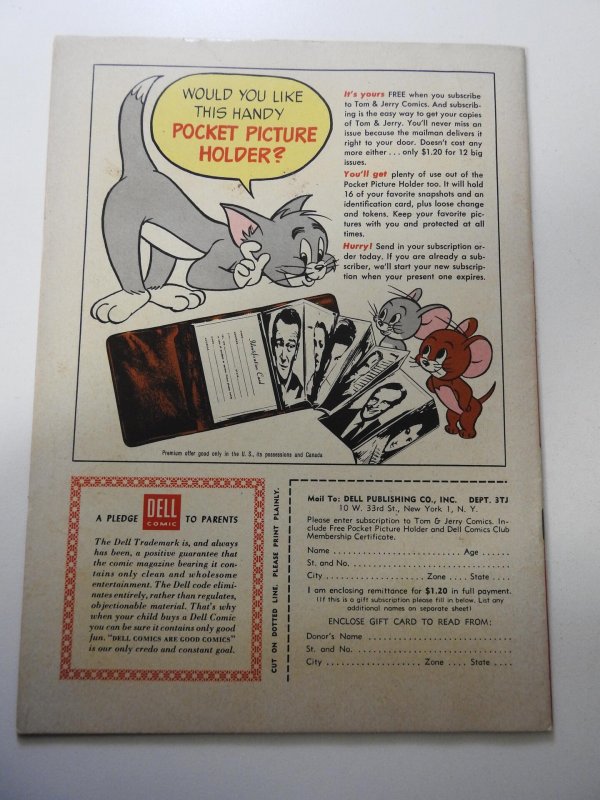 WOULD YOU LIKE
THIS HANDY
POCKET PICTURE
HOLDER?
It's yours FREE when you subscribe
to Tom & Jerry Comics. And subscrib-
ing is the easy way to get your copies
of Tom & Jerry. You'll never miss an
issue because the mailman delivers it
right to your door. Doesn't cost any
more either . . . only $1.20 for 12 big
issues.
You'll get plenty of use out of the
Pocket Picture Holder too. It will hold
16 of your favorite snapshots and an
identification card, plus loose change
and tokens. Keep your favorite pic-
tures with you and protected at all
times.
Hurry! Send in your subscription or-
der today. If you are already a sub-
scriber, we'll start your new subscrip-
tion when your present one expires.
Identification Card
Premium offer good only in the U. S., its possessions and Canada
A PLEDGE DELL COMIC TO PARENTS
The Dell Trademark is, and always
has been, a positive guarantee that
the comic magazine bearing it con-
tains only clean and wholesome
entertainment. The Dell code elimi-
nates entirely, rather than regulates,
objectionable material. That's why
when your child buys a Dell Comic
you can be sure it contains only good
fun. "DELL COMICS ARE GOOD COMICS"
is our only credo and constant goal.
CUT ON DOTTED LINE. PLEASE PRINT PLAINLY.
Mail To: DELL PUBLISHING CO., INC. DEPT. 3TJ
10 W. 33rd St., New York 1, N. Y.
Please enter subscription to Tom & Jerry Comics. In-
clude Free Pocket Picture Holder and Dell Comics Club
Membership Certificate.
Name . . . . . . . . . . . . . . . . . . . . . . . . . . Age . . . . . .
St. and No. . . . . . . . . . . . . . . . . . . . . . . . . . . . . . . .
City . . . . . . . . . . . . . . . . . . . . Zone . . . . State . . . . .
I am enclosing remittance for $1.20 in full payment.
(If this is a gift subscription please fill in below. List any
additional names on separate sheet)
ENCLOSE GIFT CARD TO READ FROM:
Donor's Name . . . . . . . . . . . . . . . . . . . . . . . . . . . . .
St. and No. . . . . . . . . . . . . . . . . . . . . . . . . . . . . . . .
City . . . . . . . . . . . . . . . . . . . . Zone . . . . State . . . . .